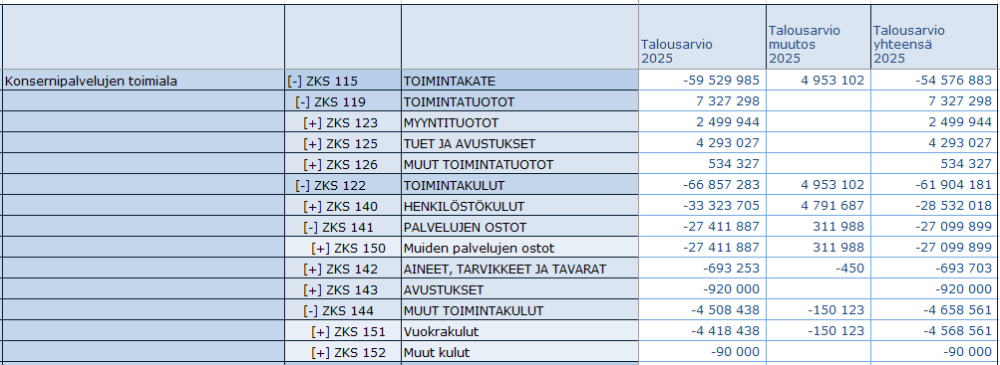 Talousarvio 2025 Talousarvio muutos 2025 Talousarvio yhteensä 2025
Konsernipalvelujen toimiala [-] ZKS 115 TOIMINTAKATE -59 529 985 4 953 102 -54 576 883
[-] ZKS 119 TOIMINTATUOTOT 7 327 298 7 327 298
[+] ZKS 123 MYYNTITUOTOT 2 499 944 2 499 944
[+] ZKS 125 TUET JA AVUSTUKSET 4 293 027 4 293 027
[+] ZKS 126 MUUT TOIMINTATUOTOT 534 327 534 327
[-] ZKS 122 TOIMINTAKULUT -66 857 283 4 953 102 -61 904 181
[+] ZKS 140 HENKILÖSTÖKULUT -33 323 705 4 791 687 -28 532 018
[-] ZKS 141 PALVELUJEN OSTOT -27 411 887 311 988 -27 099 899
[+] ZKS 150 Muiden palvelujen ostot -27 411 887 311 988 -27 099 899
[+] ZKS 142 AINEET, TARVIKKEET JA TAVARAT -693 253 -450 -693 703
[+] ZKS 143 AVUSTUKSET -920 000 -920 000
[-] ZKS 144 MUUT TOIMINTAKULUT -4 508 438 -150 123 -4 658 561
[+] ZKS 151 Vuokrakulut -4 418 438 -150 123 -4 568 561
[+] ZKS 152 Muut kulut -90 000 -90 000